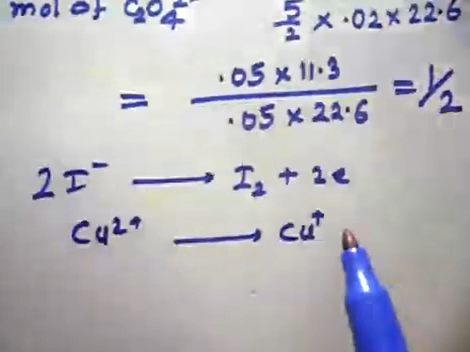 mol of C₂O₄²⁻ 5/2 × .02 × 22.6
= .05 × 11.3 / .05 × 22.6 = 1/2
2I⁻ → I₂ + 2e
Cu²⁺ → Cu⁺